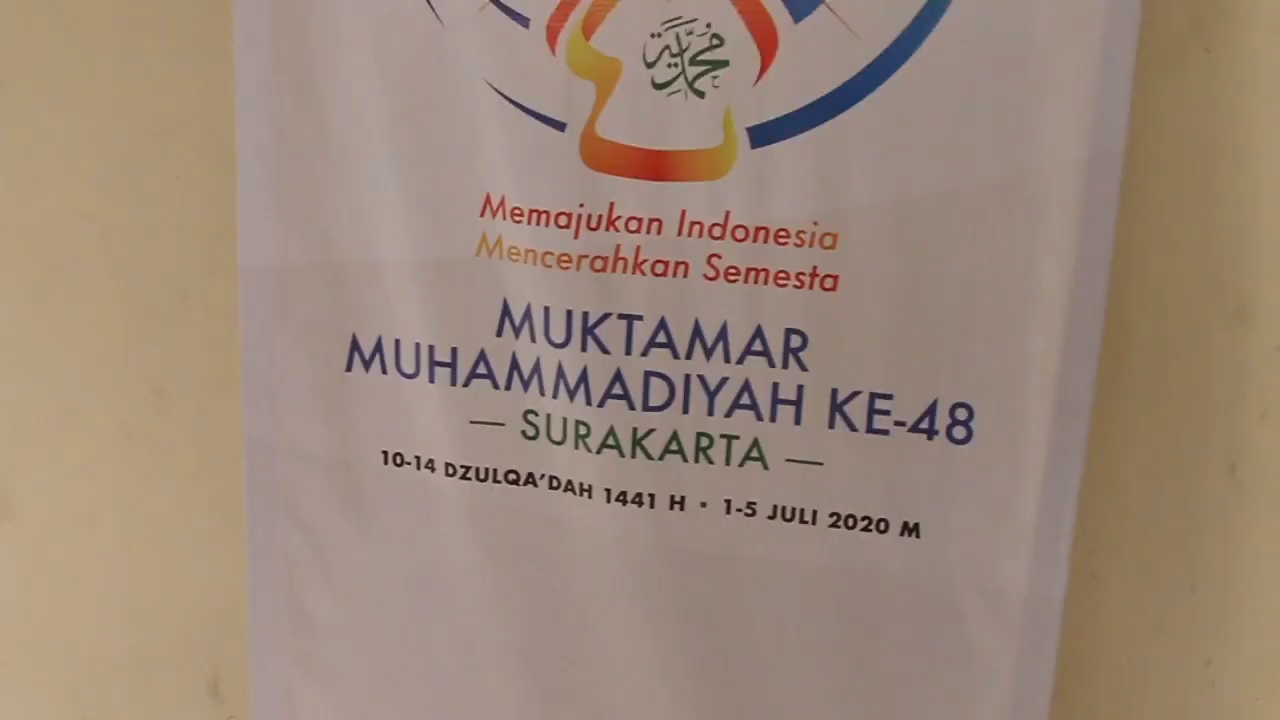 محمدية
Memajukan Indonesia
Mencerahkan Semesta
MUKTAMAR
MUHAMMADIYAH KE-48
— SURAKARTA —
10-14 DZULQA'DAH 1441 H • 1-5 JULI 2020 M